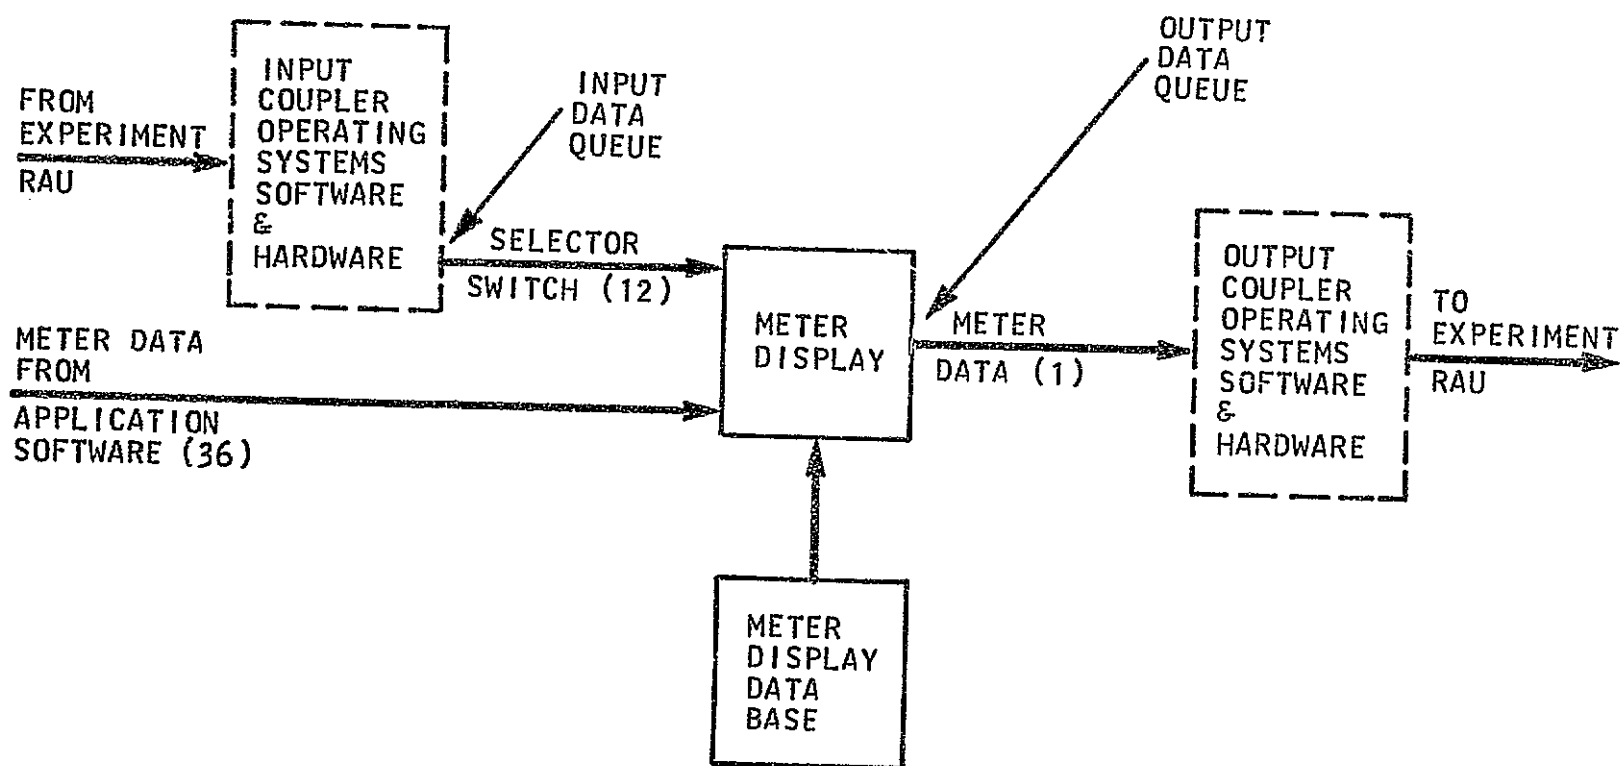 FROM
EXPERIMENT
RAU
INPUT
COUPLER
OPERATING
SYSTEMS
SOFTWARE
&
HARDWARE
INPUT
DATA
QUEUE
SELECTOR
SWITCH (12)
METER DATA
FROM
APPLICATION
SOFTWARE (36)
METER
DISPLAY
METER
DISPLAY
DATA
BASE
OUTPUT
DATA
QUEUE
METER
DATA (1)
OUTPUT
COUPLER
OPERATING
SYSTEMS
SOFTWARE
&
HARDWARE
TO
EXPERIMENT
RAU